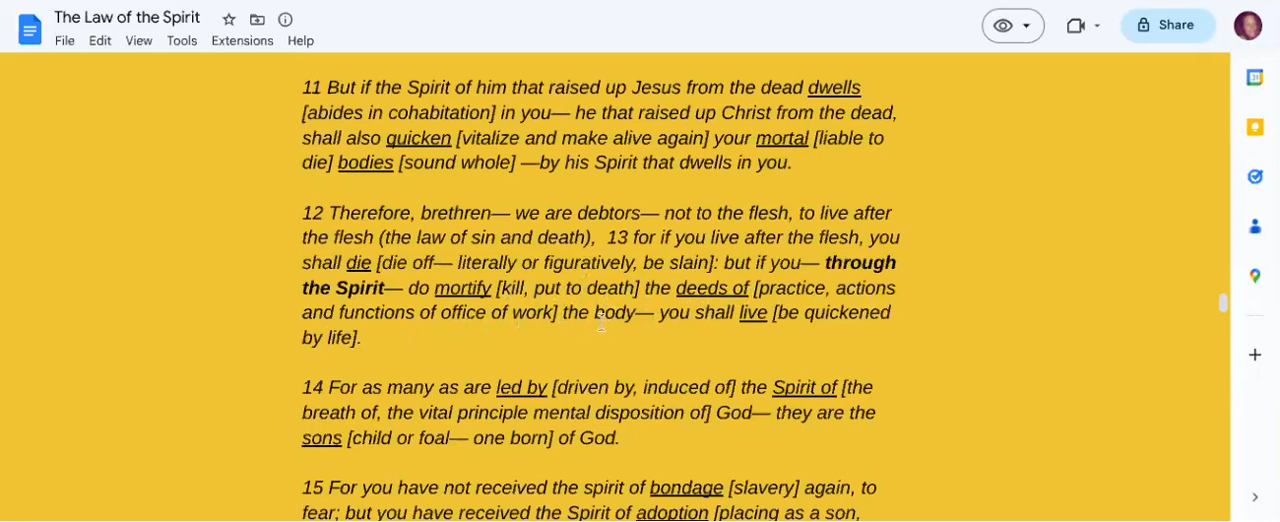 The Law of the Spirit
File Edit View Tools Extensions Help
Share
11 But if the Spirit of him that raised up Jesus from the dead dwells
[abides in cohabitation] in you— he that raised up Christ from the dead,
shall also quicken [vitalize and make alive again] your mortal [liable to
die] bodies [sound whole] —by his Spirit that dwells in you.
12 Therefore, brethren— we are debtors— not to the flesh, to live after
the flesh (the law of sin and death), 13 for if you live after the flesh, you
shall die [die off— literally or figuratively, be slain]: but if you— through
the Spirit— do mortify [kill, put to death] the deeds of [practice, actions
and functions of office of work] the body— you shall live [be quickened
by life].
14 For as many as are led by [driven by, induced of] the Spirit of [the
breath of, the vital principle mental disposition of] God— they are the
sons [child or foal— one born] of God.
15 For you have not received the spirit of bondage [slavery] again, to
fear; but you have received the Spirit of adoption [placing as a son,